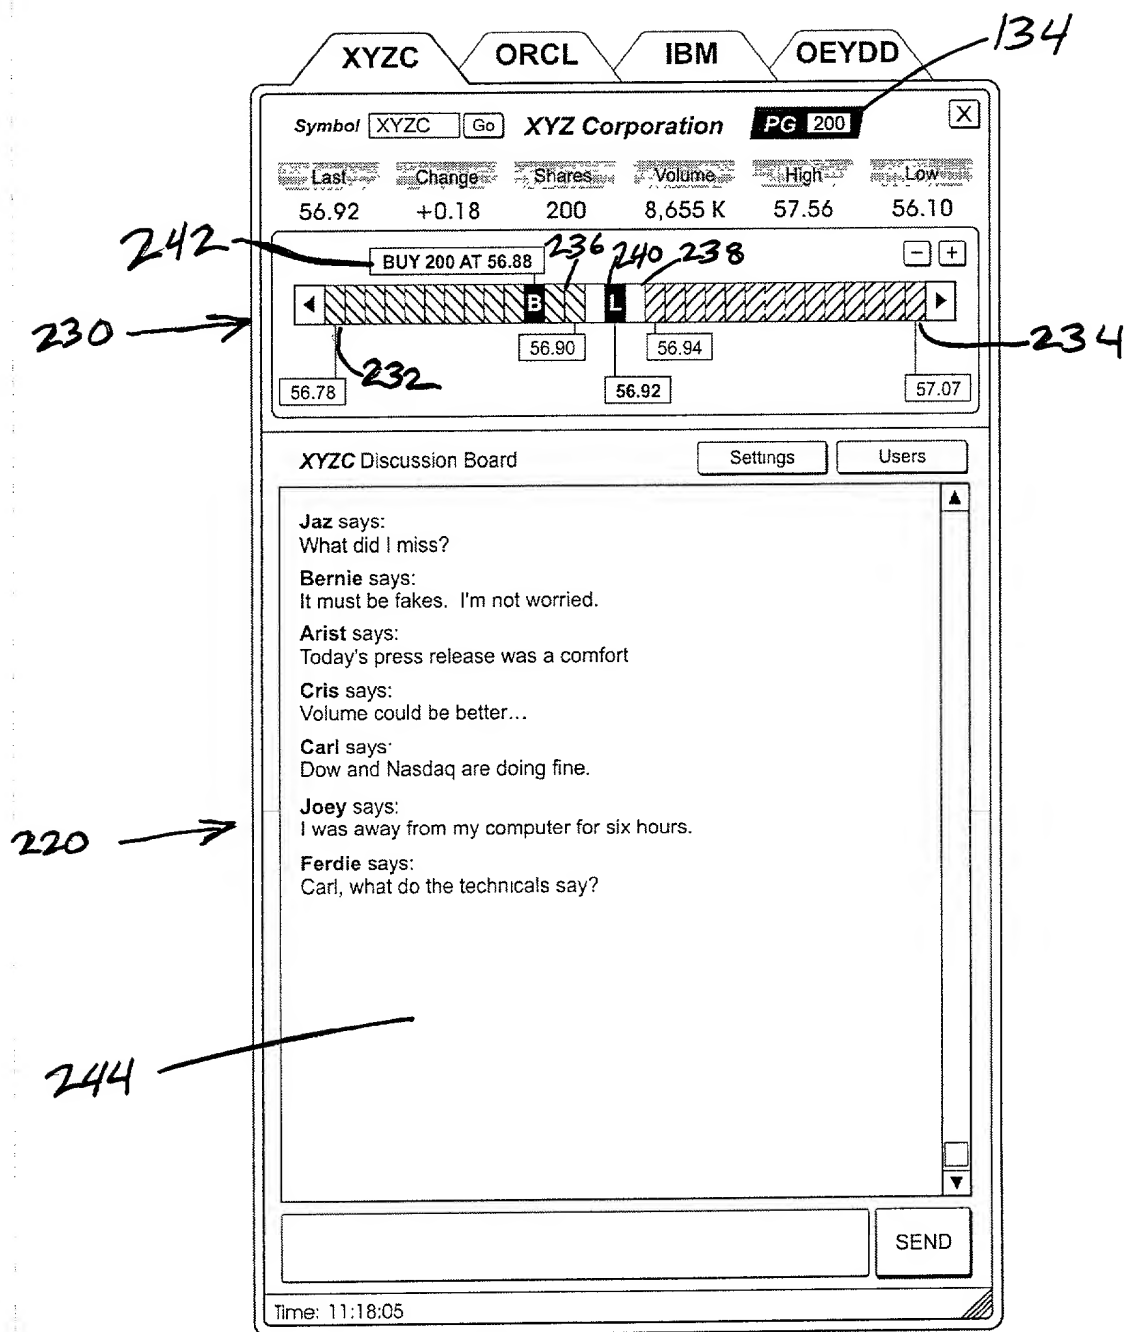 XYZC ORCL IBM OEYDD 134
Symbol XYZC Go XYZ Corporation PG 200 X
Last Change Shares Volume High Low
56.92 +0.18 200 8,655 K 57.56 56.10
242 BUY 200 AT 56.88 236 240 238 - +
230 B L 234
56.90 56.94
56.78 232 56.92 57.07
XYZC Discussion Board Settings Users
Jaz says:
What did I miss?
Bernie says:
It must be fakes. I'm not worried.
Arist says:
Today's press release was a comfort
Cris says:
Volume could be better...
Carl says:
Dow and Nasdaq are doing fine.
Joey says:
220 I was away from my computer for six hours.
Ferdie says:
Carl, what do the technicals say?
244
SEND
Time: 11:18:05